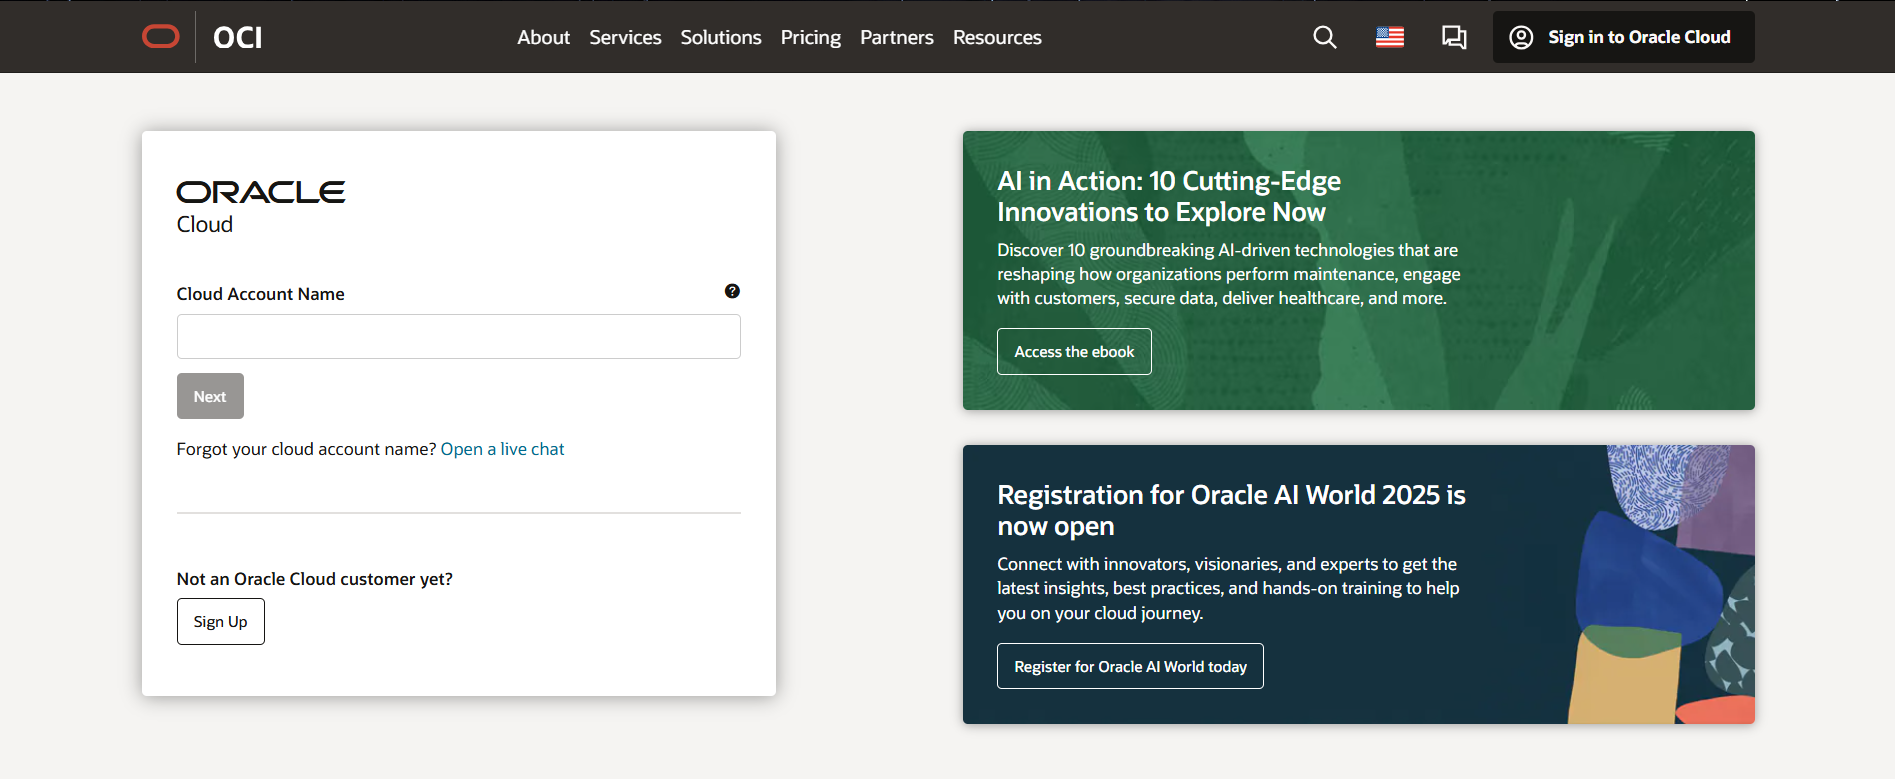 OCI
About Services Solutions Pricing Partners Resources
Sign in to Oracle Cloud
ORACLE
Cloud
Cloud Account Name
?
Next
Forgot your cloud account name? Open a live chat
Not an Oracle Cloud customer yet?
Sign Up
AI in Action: 10 Cutting-Edge
Innovations to Explore Now
Discover 10 groundbreaking AI-driven technologies that are
reshaping how organizations perform maintenance, engage
with customers, secure data, deliver healthcare, and more.
Access the ebook
Registration for Oracle AI World 2025 is
now open
Connect with innovators, visionaries, and experts to get the
latest insights, best practices, and hands-on training to help
you on your cloud journey.
Register for Oracle AI World today